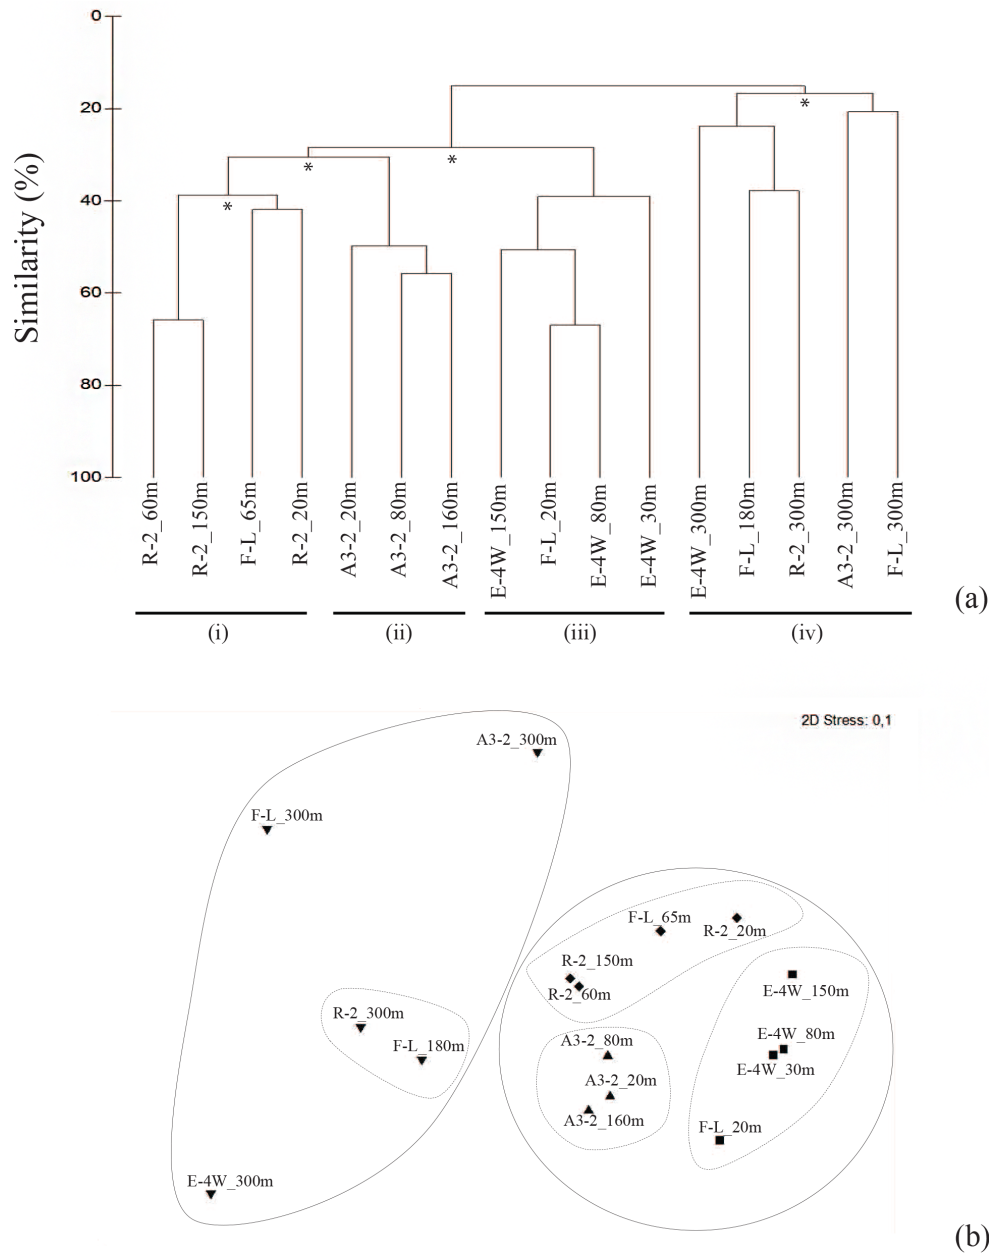 0
20
40
60
80
100
Similarity (%)
*
*
*
*
R-2_60m
R-2_150m
F-L_65m
R-2_20m
A3-2_20m
A3-2_80m
A3-2_160m
E-4W_150m
F-L_20m
E-4W_80m
E-4W_30m
E-4W_300m
F-L_180m
R-2_300m
A3-2_300m
F-L_300m
(a)
(i)
(ii)
(iii)
(iv)
2D Stress: 0,1
A3-2_300m
F-L_300m
F-L_65m
R-2_20m
R-2_150m
R-2_60m
E-4W_150m
R-2_300m
F-L_180m
A3-2_80m
E-4W_80m
E-4W_30m
A3-2_20m
A3-2_160m
F-L_20m
E-4W_300m
(b)